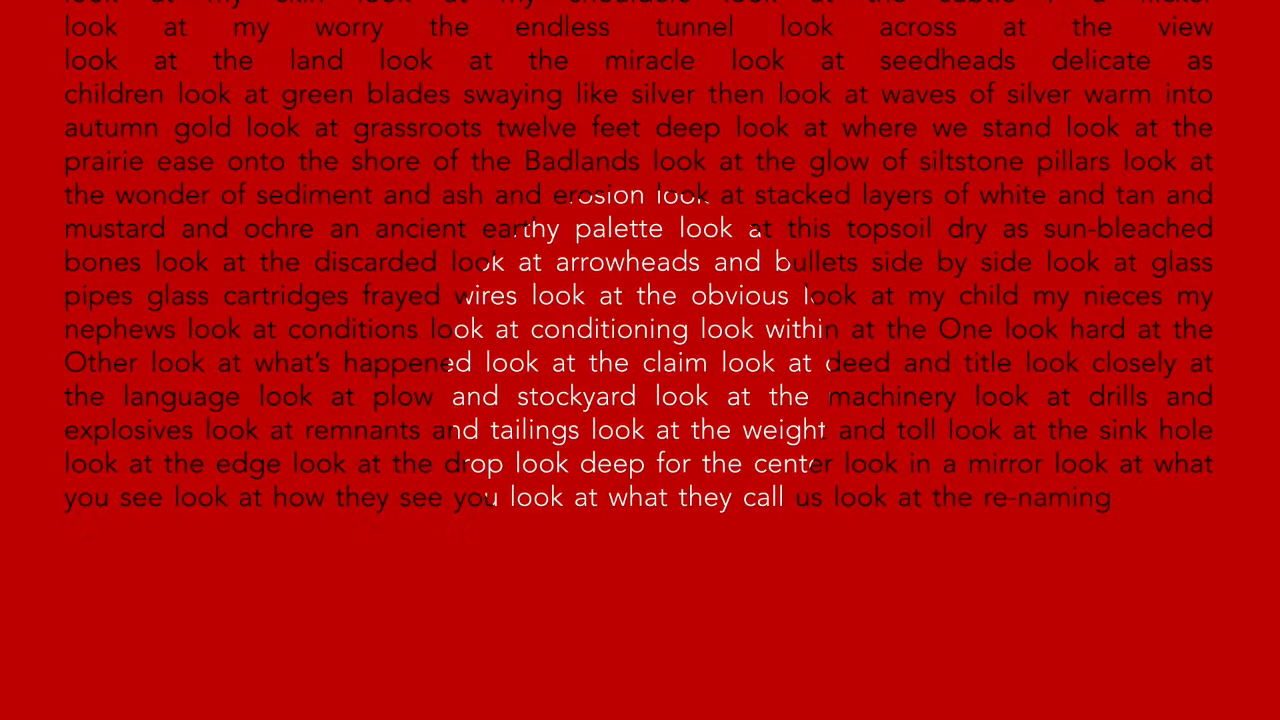 look at my skin look at my shoulders look at the subtle
look at my worry the endless tunnel look across at the view
look at the land look at the miracle look at seedheads delicate as
children look at green blades swaying like silver then look at waves of silver warm into
autumn gold look at grassroots twelve feet deep look at where we stand look at the
prairie ease onto the shore of the Badlands look at the glow of siltstone pillars look at
the wonder of sediment and ash and erosion look at stacked layers of white and tan and
mustard and ochre an ancient earthy palette look at this topsoil dry as sun-bleached
bones look at the discarded look at arrowheads and bullets side by side look at glass
pipes glass cartridges frayed wires look at the obvious look at my child my nieces my
nephews look at conditions look at conditioning look within at the One look hard at the
Other look at what's happened look at the claim look at deed and title look closely at
the language look at plow and stockyard look at the machinery look at drills and
explosives look at remnants and tailings look at the weight and toll look at the sink hole
look at the edge look at the drop look deep for the center look in a mirror look at what
you see look at how they see you look at what they call us look at the re-naming